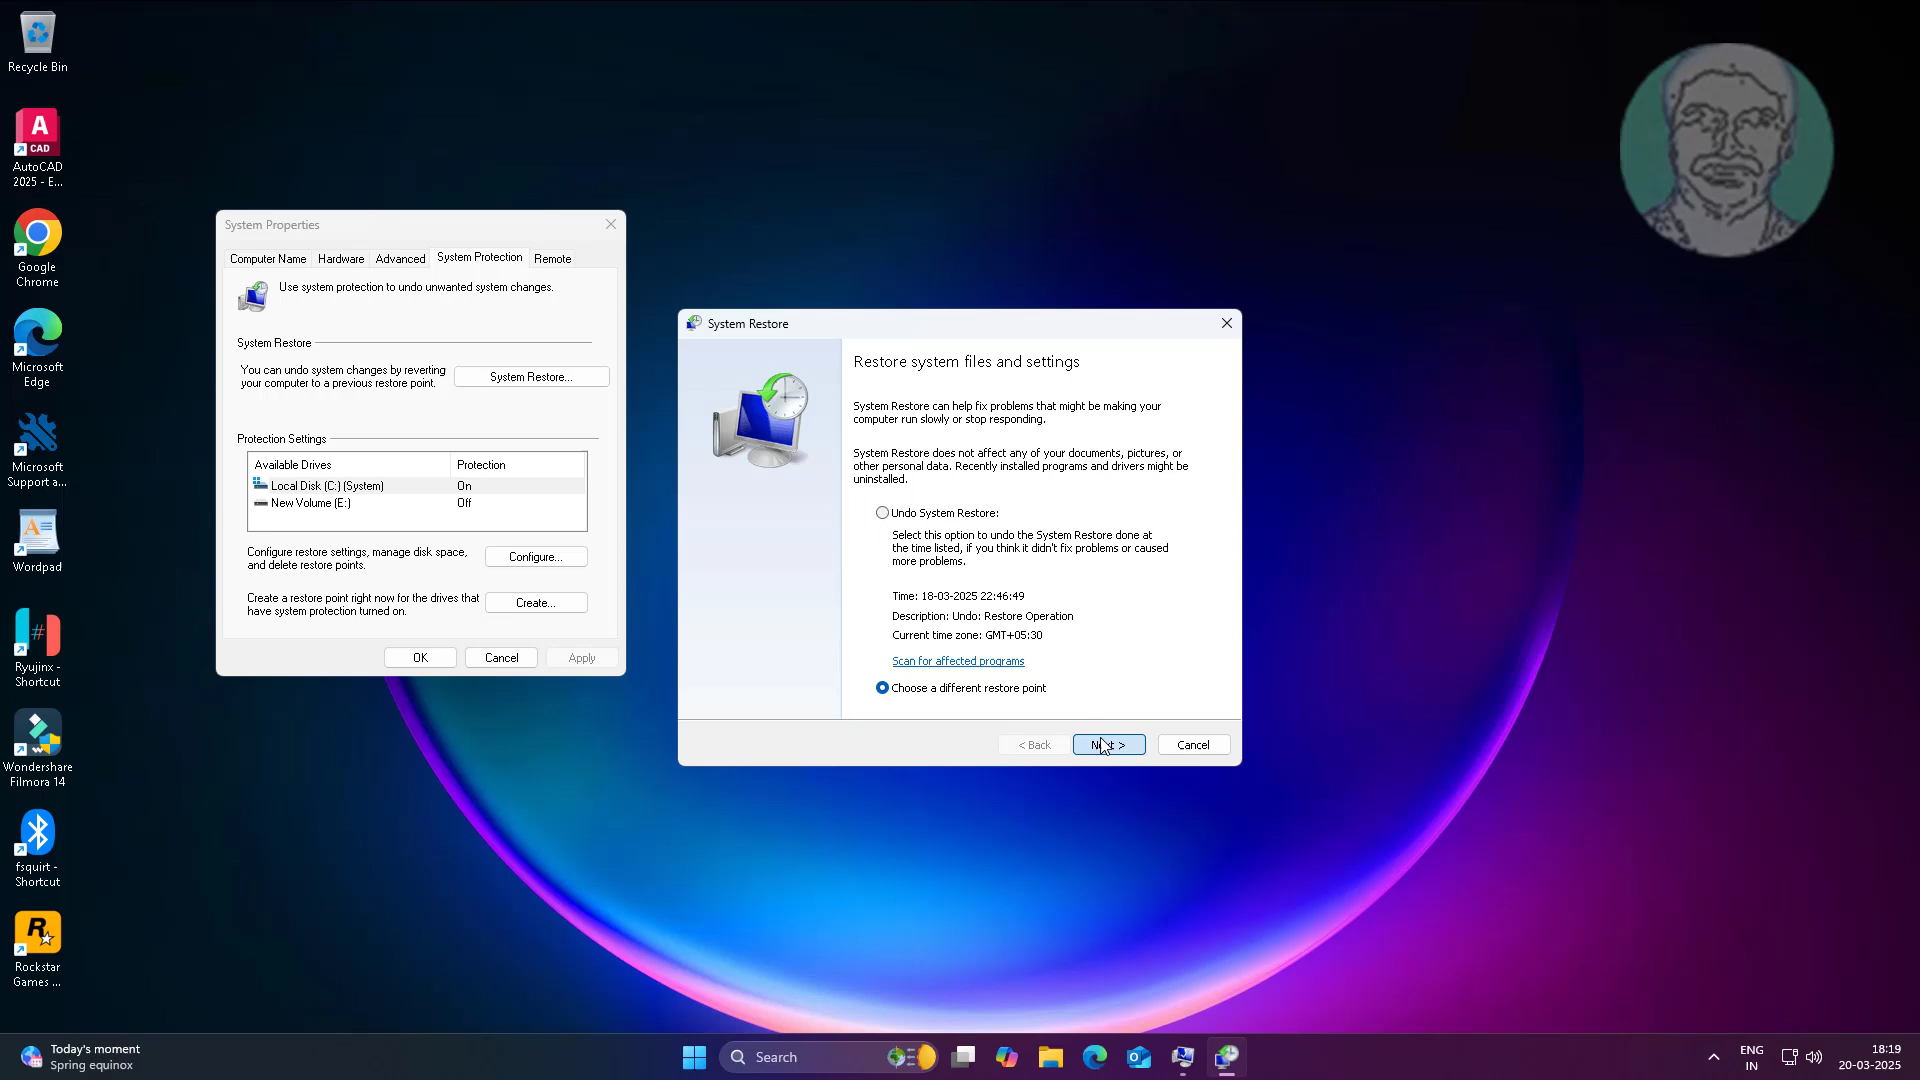 Recycle Bin
A
CAD
AutoCAD
2025 - E...
Google
Chrome
Microsoft
Edge
Microsoft
Support a...
Wordpad
Ryujinx -
Shortcut
Wondershare
Filmora 14
fsquirt -
Shortcut
Rockstar
Games ...
System Properties
Computer Name
Hardware
Advanced
System Protection
Remote
Use system protection to undo unwanted system changes.
System Restore
You can undo system changes by reverting
your computer to a previous restore point.
System Restore...
Protection Settings
Available Drives
Protection
Local Disk (C:) (System)
On
New Volume (E:)
Off
Configure restore settings, manage disk space,
and delete restore points.
Configure...
Create a restore point right now for the drives that
have system protection turned on.
Create...
OK
Cancel
Apply
System Restore
Restore system files and settings
System Restore can help fix problems that might be making your
computer run slowly or stop responding.
System Restore does not affect any of your documents, pictures, or
other personal data. Recently installed programs and drivers might be
uninstalled.
Undo System Restore:
Select this option to undo the System Restore done at
the time listed, if you think it didn't fix problems or caused
more problems.
Time: 18-03-2025 22:46:49
Description: Undo: Restore Operation
Current time zone: GMT+05:30
Scan for affected programs
Choose a different restore point
< Back
Next >
Cancel
Today's moment
Spring equinox
Search
ENG
IN
18:19
20-03-2025